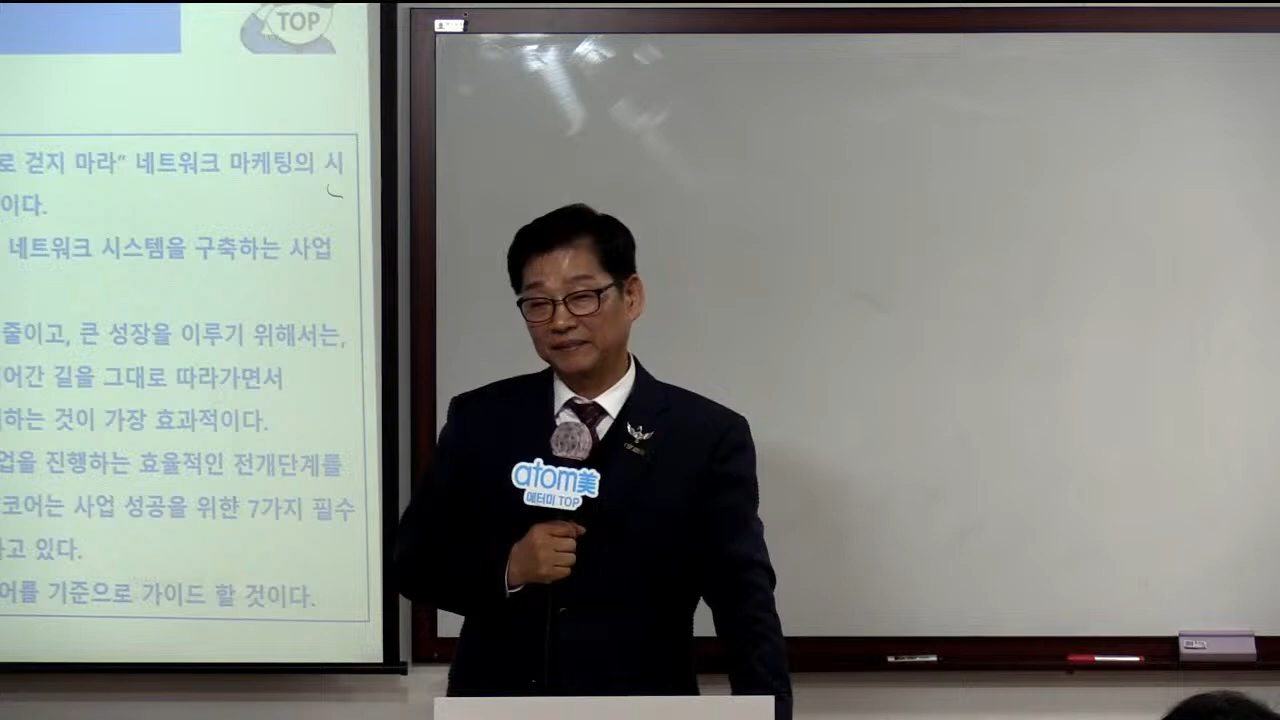 TOP
로 걷지 마라” 네트워크 마케팅의 시
이다.
네트워크 시스템을 구축하는 사업
줄이고, 큰 성장을 이루기 위해서는,
어간 길을 그대로 따라가면서
하는 것이 가장 효과적이다.
업을 진행하는 효율적인 전개단계를
코어는 사업 성공을 위한 7가지 필수
고 있다.
어를 기준으로 가이드 할 것이다.
atom美
애터미 TOP